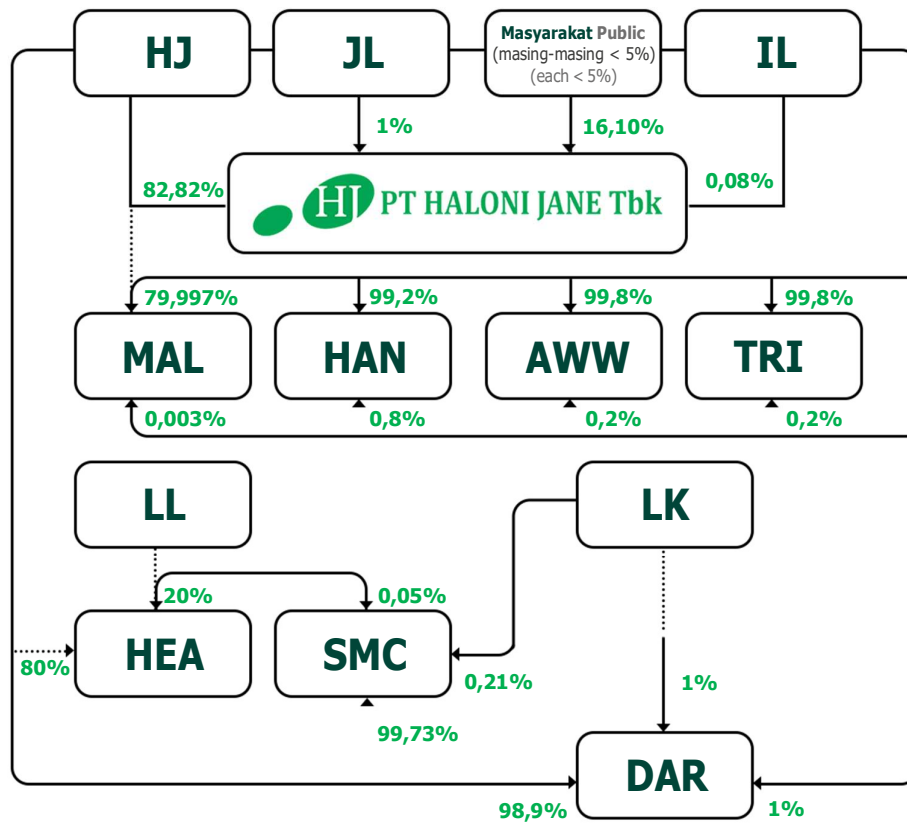 HJ
JL
Masyarakat Public
(masing-masing < 5%)
(each < 5%)
IL
1%
16,10%
82,82%
0,08%
HJ PT HALONI JANE Tbk
79,997%
99,2%
99,8%
99,8%
MAL
HAN
AWW
TRI
0,003%
0,8%
0,2%
0,2%
LL
LK
20%
0,05%
HEA
SMC
80%
0,21%
1%
99,73%
DAR
98,9%
1%